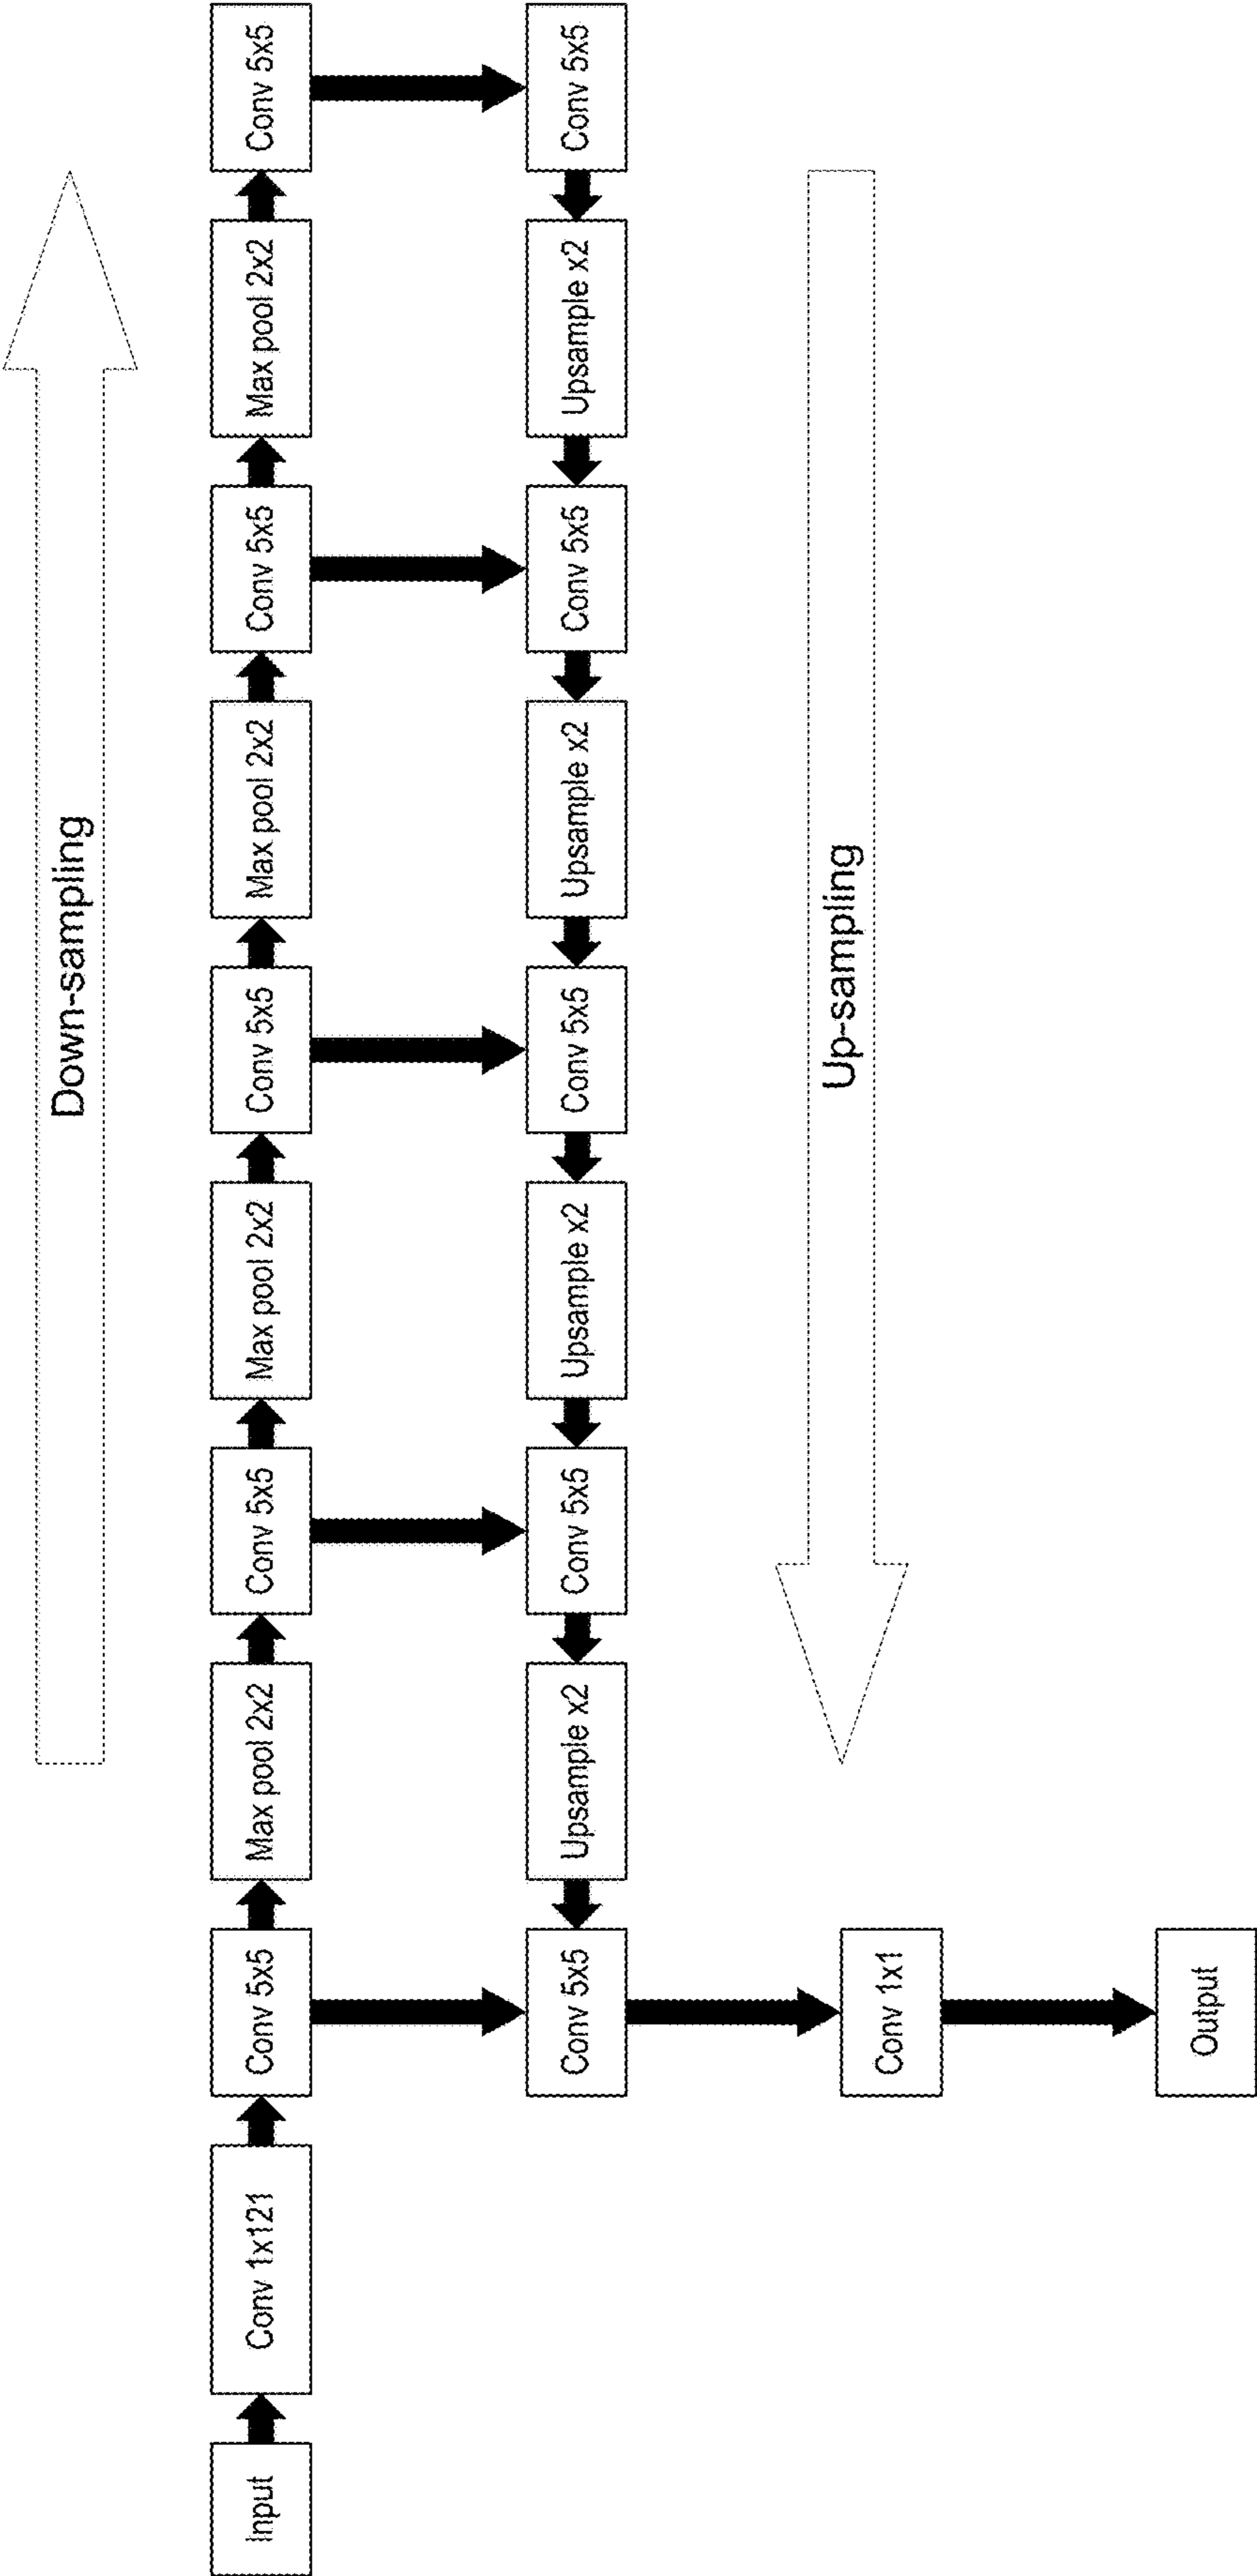 Down-sampling
Input
Conv 1x121
Conv 5x5
Max pool 2x2
Conv 5x5
Max pool 2x2
Conv 5x5
Max pool 2x2
Conv 5x5
Max pool 2x2
Conv 5x5
Conv 5x5
Upsample x2
Conv 5x5
Upsample x2
Conv 5x5
Upsample x2
Conv 5x5
Upsample x2
Conv 5x5
Up-sampling
Conv 1x1
Output